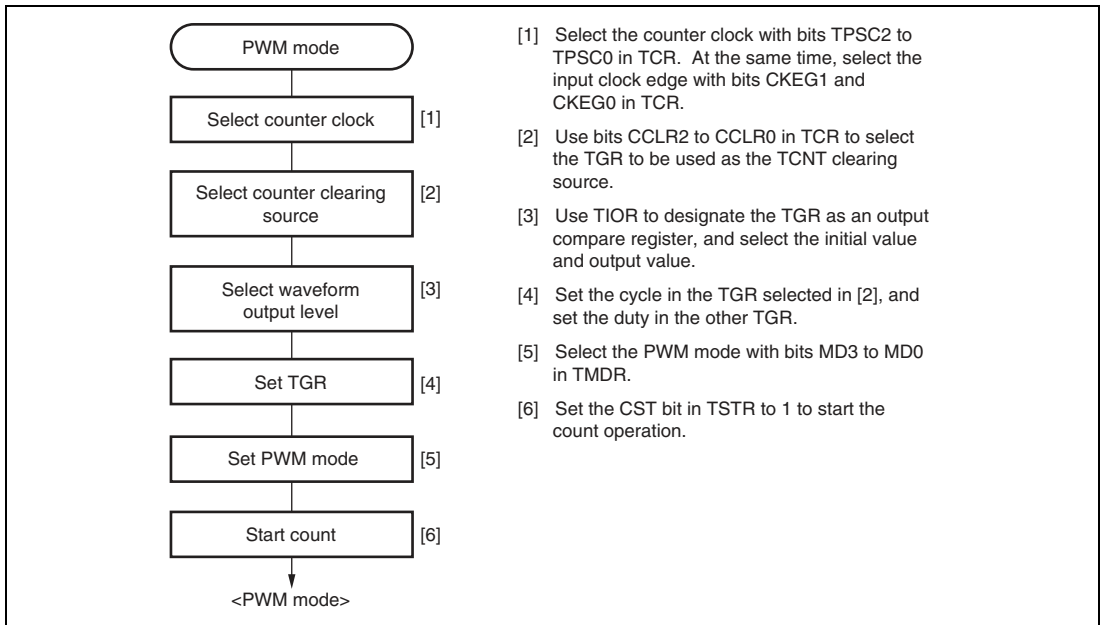 PWM mode
Select counter clock
[1]
Select counter clearing
source
[2]
Select waveform
output level
[3]
Set TGR
[4]
Set PWM mode
[5]
Start count
[6]
<PWM mode>
[1] Select the counter clock with bits TPSC2 to
TPSC0 in TCR. At the same time, select the
input clock edge with bits CKEG1 and
CKEG0 in TCR.
[2] Use bits CCLR2 to CCLR0 in TCR to select
the TGR to be used as the TCNT clearing
source.
[3] Use TIOR to designate the TGR as an output
compare register, and select the initial value
and output value.
[4] Set the cycle in the TGR selected in [2], and
set the duty in the other TGR.
[5] Select the PWM mode with bits MD3 to MD0
in TMDR.
[6] Set the CST bit in TSTR to 1 to start the
count operation.